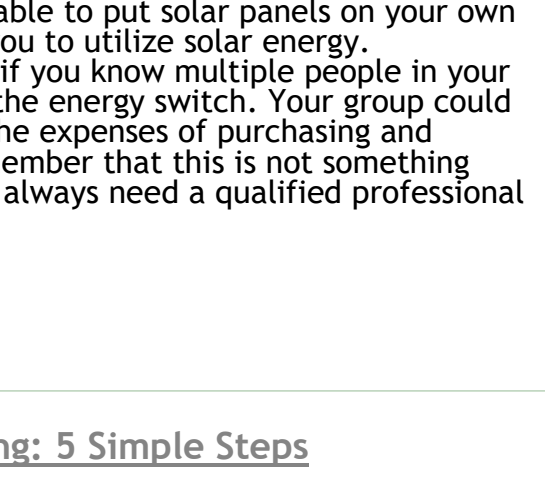 able to put solar panels on your own
ou to utilize solar energy.
if you know multiple people in your
the energy switch. Your group could
he expenses of purchasing and
ember that this is not something
always need a qualified professional
ng: 5 Simple Steps